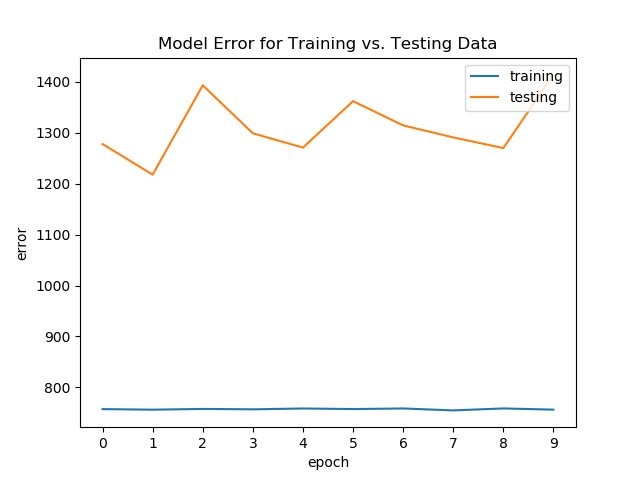 Model Error for Training vs. Testing Data
training
testing
1400
1300
1200
1100
1000
900
800
error
0 1 2 3 4 5 6 7 8 9
epoch